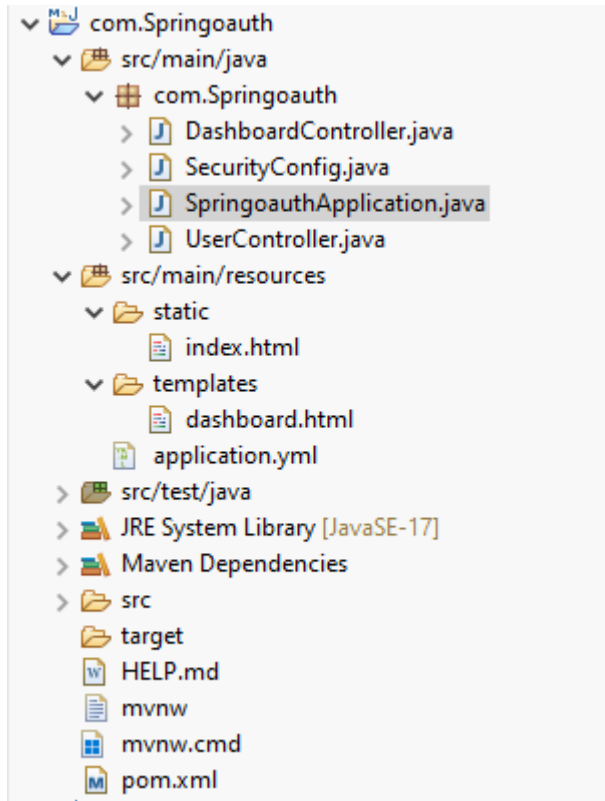 com.Springoauth
src/main/java
com.Springoauth
DashboardController.java
SecurityConfig.java
SpringoauthApplication.java
UserController.java
src/main/resources
static
index.html
templates
dashboard.html
application.yml
src/test/java
JRE System Library [JavaSE-17]
Maven Dependencies
src
target
HELP.md
mvnw
mvnw.cmd
pom.xml